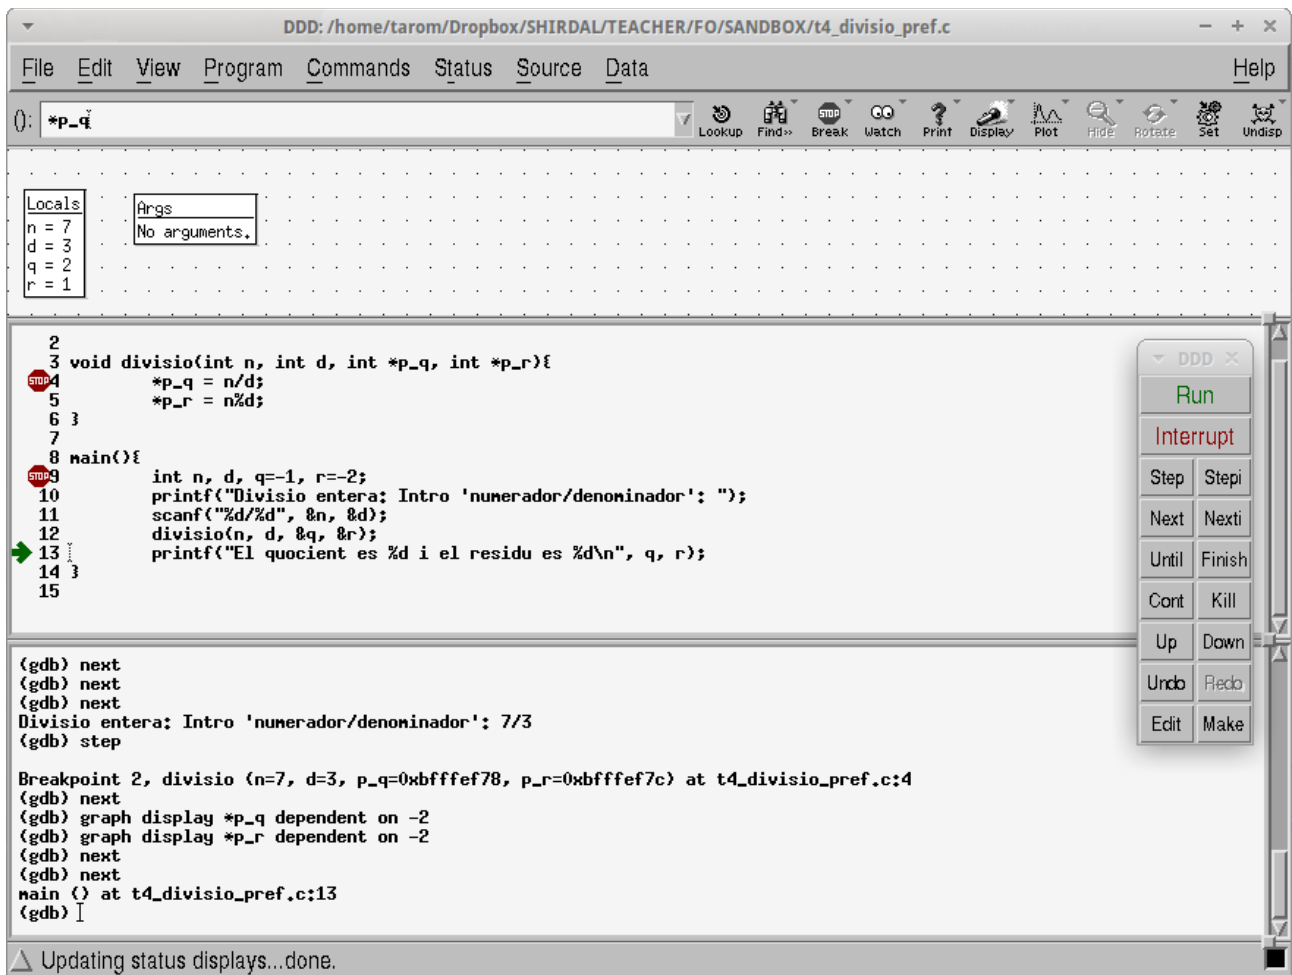 DDD: /home/tarom/Dropbox/SHIRDAL/TEACHER/FO/SANDBOX/t4_divisio_pref.c
File Edit View Program Commands Status Source Data Help
(): *p_q
Lookup Find>> Break Watch Print Display Plot Hide Rotate Set Undisp
Locals
n = 7
d = 3
q = 2
r = 1
Args
No arguments.
2
3 void divisio(int n, int d, int *p_q, int *p_r){
STOP 4 *p_q = n/d;
5 *p_r = n%d;
6 }
7
8 main(){
STOP 9 int n, d, q=-1, r=-2;
10 printf("Divisio entera: Intro 'numerador/denominador': ");
11 scanf("%d/%d", &n, &d);
12 divisio(n, d, &q, &r);
13 printf("El quocient es %d i el residu es %d\n", q, r);
14 }
15
DDD
Run
Interrupt
Step Stepi
Next Nexti
Until Finish
Cont Kill
Up Down
Undo Redo
Edit Make
(gdb) next
(gdb) next
(gdb) next
Divisio entera: Intro 'numerador/denominador': 7/3
(gdb) step
Breakpoint 2, divisio (n=7, d=3, p_q=0xbfffef78, p_r=0xbfffef7c) at t4_divisio_pref.c:4
(gdb) next
(gdb) graph display *p_q dependent on -2
(gdb) graph display *p_r dependent on -2
(gdb) next
(gdb) next
main () at t4_divisio_pref.c:13
(gdb)
Updating status displays...done.